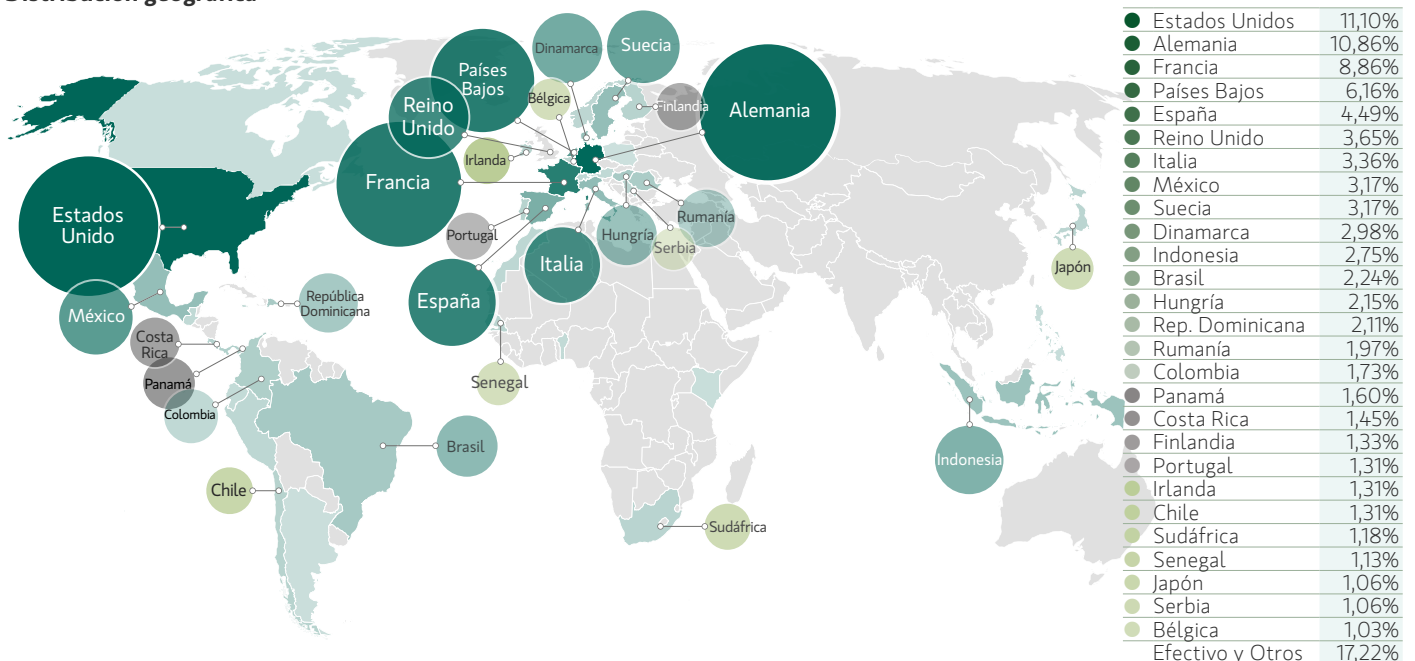 Distribución geográfica
Dinamarca
Suecia
Países
Bajos
Bélgica
Finlandia
Alemania
Reino
Unido
Irlanda
Francia
Estados
Unido
Portugal
Hungría
Rumanía
Serbia
Italia
España
Japón
México
República
Dominicana
Costa
Rica
Panamá
Colombia
Senegal
Brasil
Indonesia
Chile
Sudáfrica
Estados Unidos 11,10%
Alemania 10,86%
Francia 8,86%
Países Bajos 6,16%
España 4,49%
Reino Unido 3,65%
Italia 3,36%
México 3,17%
Suecia 3,17%
Dinamarca 2,98%
Indonesia 2,75%
Brasil 2,24%
Hungría 2,15%
Rep. Dominicana 2,11%
Rumanía 1,97%
Colombia 1,73%
Panamá 1,60%
Costa Rica 1,45%
Finlandia 1,33%
Portugal 1,31%
Irlanda 1,31%
Chile 1,31%
Sudáfrica 1,18%
Senegal 1,13%
Japón 1,06%
Serbia 1,06%
Bélgica 1,03%
Efectivo y Otros 17,22%